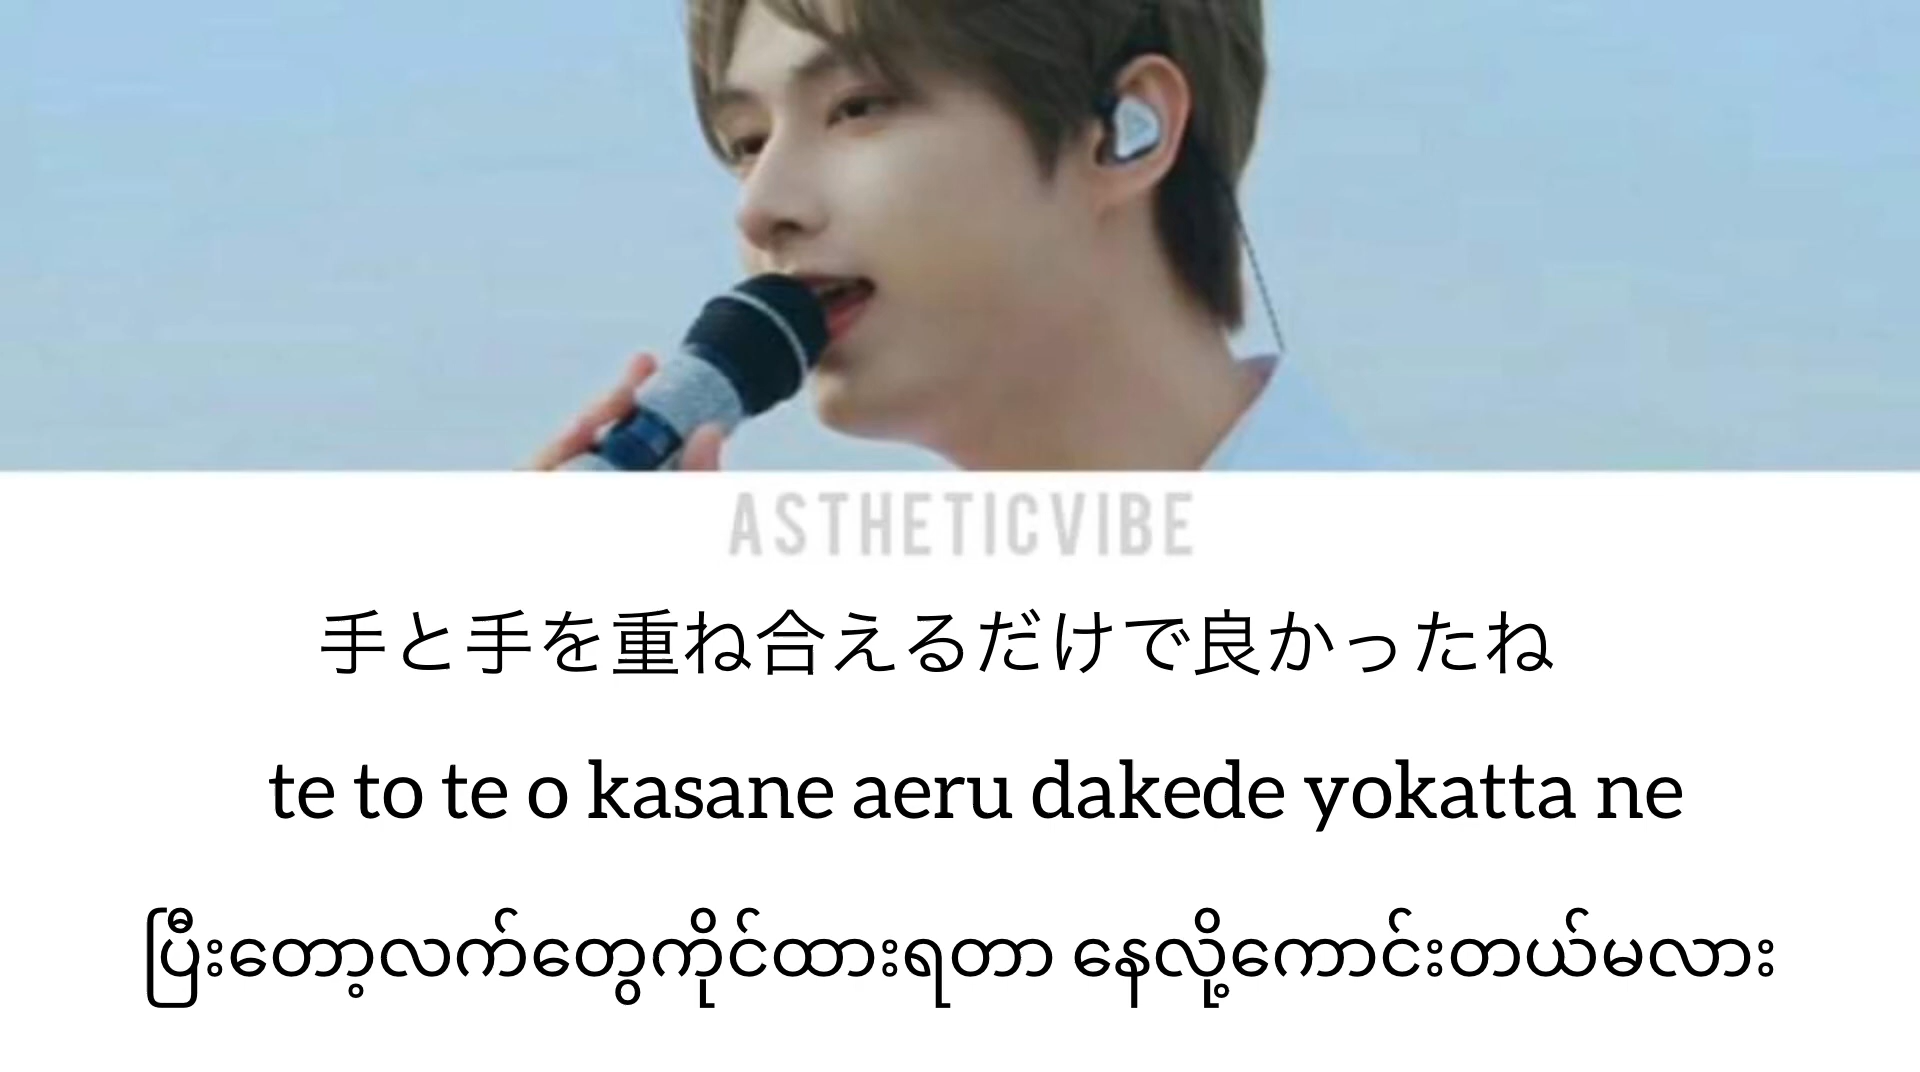 ASTHETICVIBE
手と手を重ね合えるだけで良かったね
te to te o kasane aeru dakede yokatta ne
ပြီးတော့လက်တွေကိုင်ထားရတာ နေလို့ကောင်းတယ်မလား